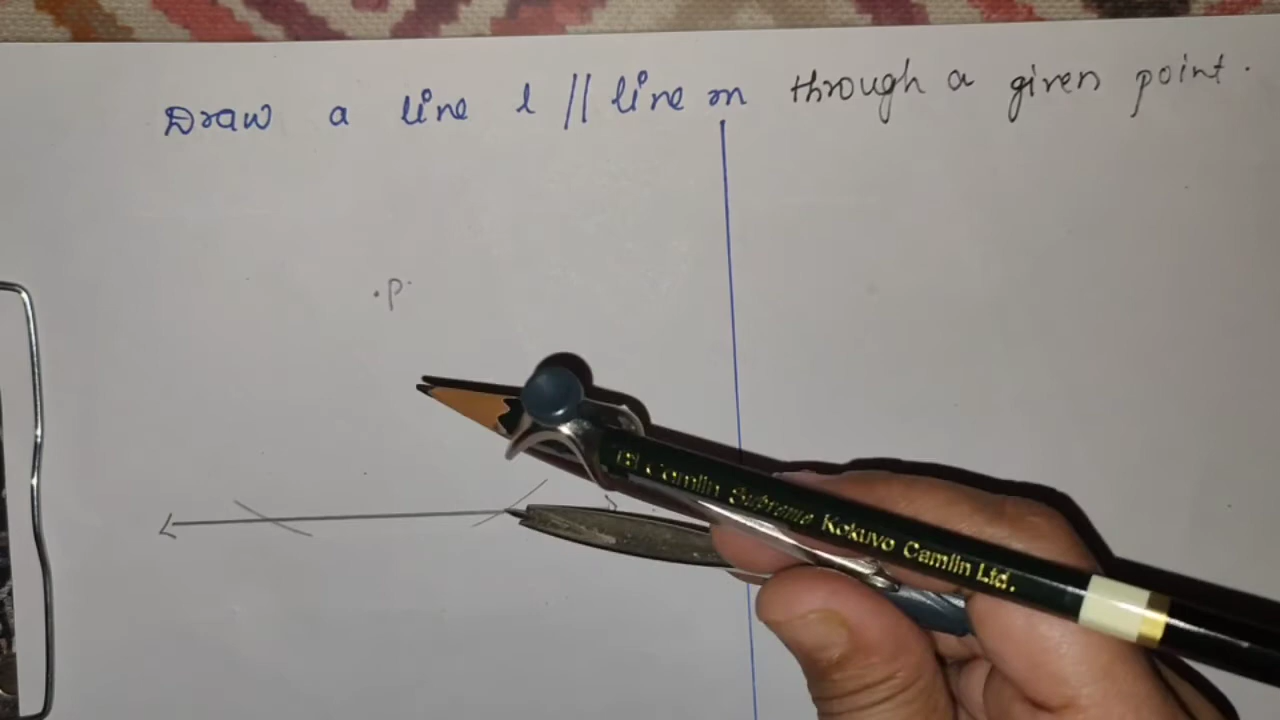 Draw a line l // line m through a given point.
.P
Camlin Supreme Kokuyo Camlin Ltd.